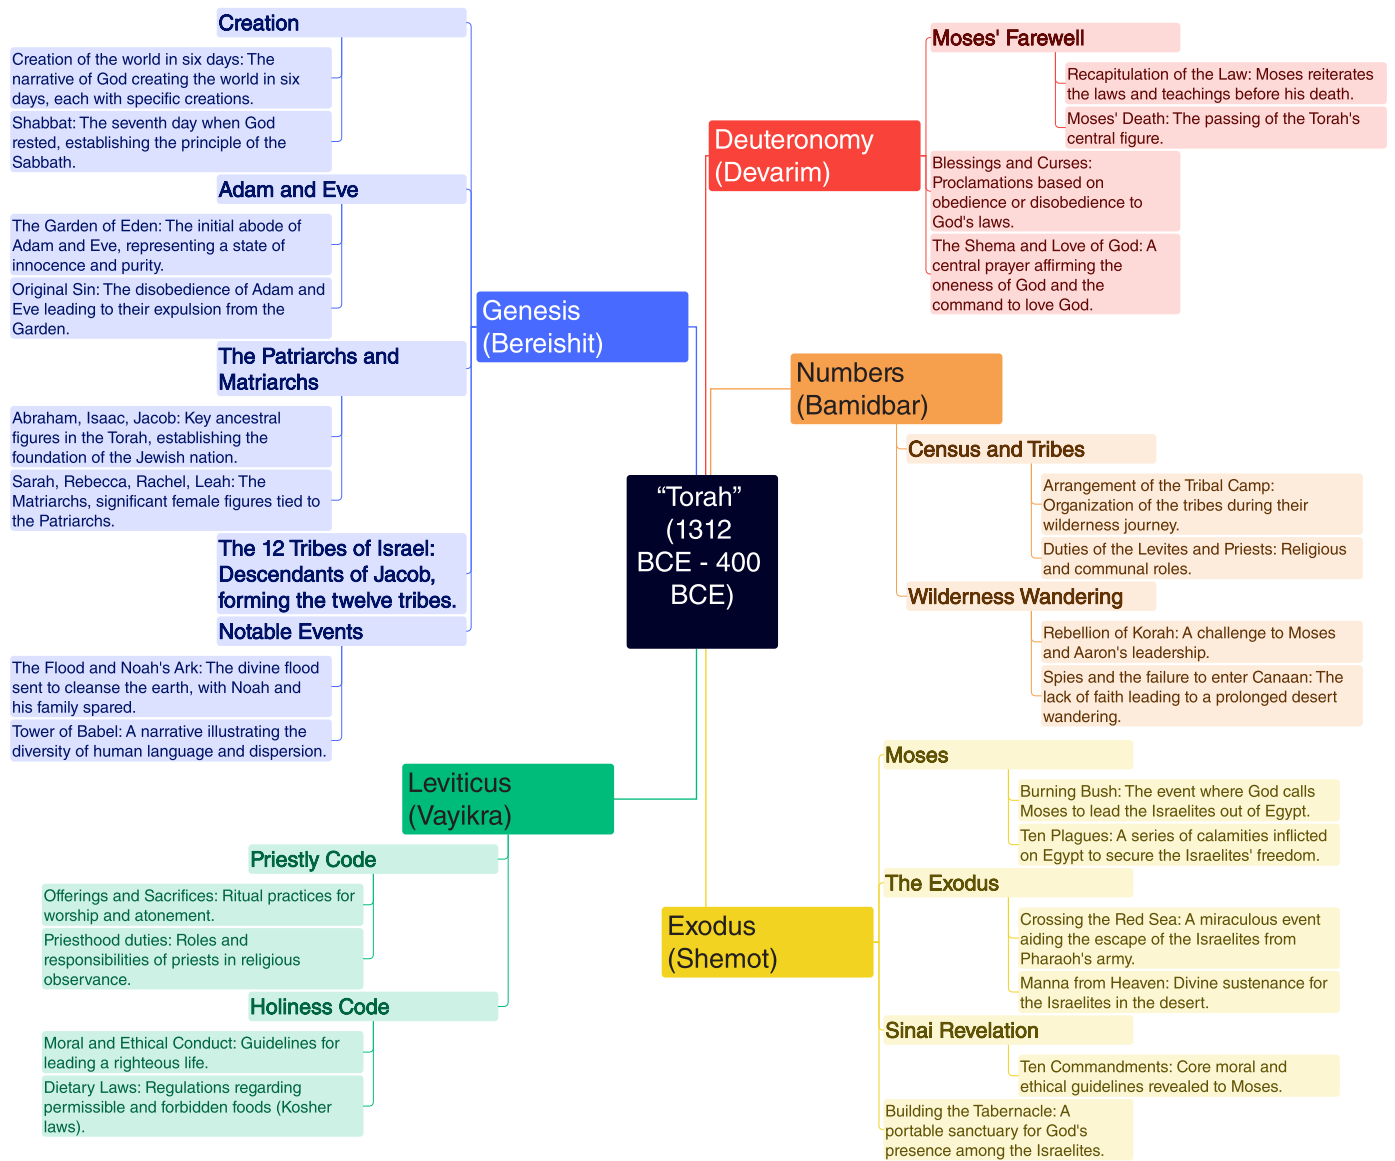 Creation
Creation of the world in six days: The
narrative of God creating the world in six
days, each with specific creations.
Shabbat: The seventh day when God
rested, establishing the principle of the
Sabbath.
Adam and Eve
The Garden of Eden: The initial abode of
Adam and Eve, representing a state of
innocence and purity.
Original Sin: The disobedience of Adam and
Eve leading to their expulsion from the
Garden.
The Patriarchs and
Matriarchs
Abraham, Isaac, Jacob: Key ancestral
figures in the Torah, establishing the
foundation of the Jewish nation.
Sarah, Rebecca, Rachel, Leah: The
Matriarchs, significant female figures tied to
the Patriarchs.
The 12 Tribes of Israel:
Descendants of Jacob,
forming the twelve tribes.
Notable Events
The Flood and Noah's Ark: The divine flood
sent to cleanse the earth, with Noah and
his family spared.
Tower of Babel: A narrative illustrating the
diversity of human language and dispersion.
Genesis
(Bereishit)
Leviticus
(Vayikra)
Priestly Code
Offerings and Sacrifices: Ritual practices for
worship and atonement.
Priesthood duties: Roles and
responsibilities of priests in religious
observance.
Holiness Code
Moral and Ethical Conduct: Guidelines for
leading a righteous life.
Dietary Laws: Regulations regarding
permissible and forbidden foods (Kosher
laws).
“Torah”
(1312
BCE - 400
BCE)
Deuteronomy
(Devarim)
Moses' Farewell
Recapitulation of the Law: Moses reiterates
the laws and teachings before his death.
Moses' Death: The passing of the Torah's
central figure.
Blessings and Curses:
Proclamations based on
obedience or disobedience to
God's laws.
The Shema and Love of God: A
central prayer affirming the
oneness of God and the
command to love God.
Numbers
(Bamidbar)
Census and Tribes
Arrangement of the Tribal Camp:
Organization of the tribes during their
wilderness journey.
Duties of the Levites and Priests: Religious
and communal roles.
Wilderness Wandering
Rebellion of Korah: A challenge to Moses
and Aaron's leadership.
Spies and the failure to enter Canaan: The
lack of faith leading to a prolonged desert
wandering.
Exodus
(Shemot)
Moses
Burning Bush: The event where God calls
Moses to lead the Israelites out of Egypt.
Ten Plagues: A series of calamities inflicted
on Egypt to secure the Israelites' freedom.
The Exodus
Crossing the Red Sea: A miraculous event
aiding the escape of the Israelites from
Pharaoh's army.
Manna from Heaven: Divine sustenance for
the Israelites in the desert.
Sinai Revelation
Ten Commandments: Core moral and
ethical guidelines revealed to Moses.
Building the Tabernacle: A
portable sanctuary for God's
presence among the Israelites.